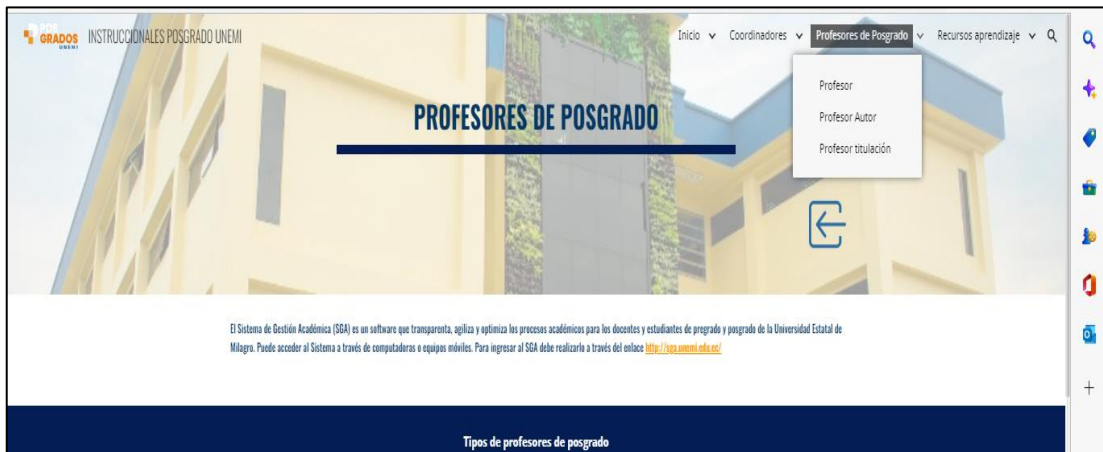 POS
GRADOS
UNEMI
INSTRUCCIONALES POSGRADO UNEMI
Inicio
Coordinadores
Profesores de Posgrado
Recursos aprendizaje
Profesor
Profesor Autor
Profesor titulación
PROFESORES DE POSGRADO
El Sistema de Gestión Académica (SGA) es un software que transparenta, agiliza y optimiza los procesos académicos para los docentes y estudiantes de pregrado y posgrado de la Universidad Estatal de
Milagro. Puede acceder al Sistema a través de computadoras o equipos móviles. Para ingresar al SGA debe realizarlo a través del enlace http://sga.unemi.edu.ec/
Tipos de profesores de posgrado